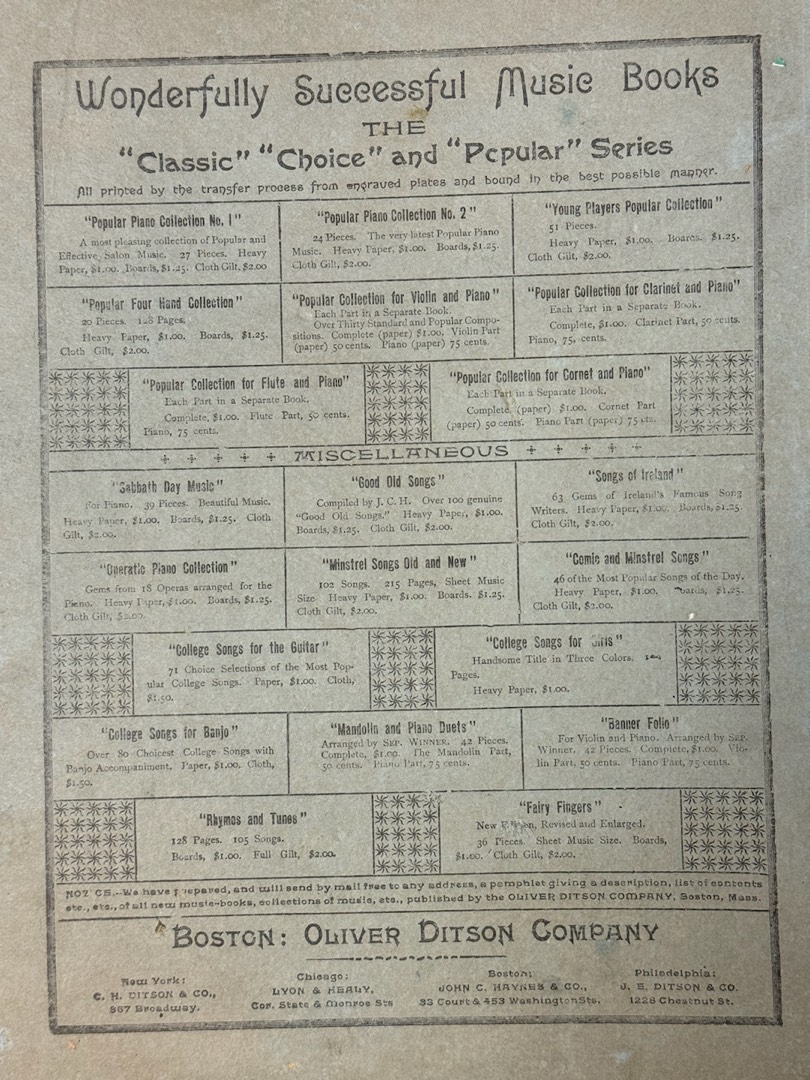 Wonderfully Successful Music Books
THE
"Classic" "Choice" and "Popular" Series
All printed by the transfer process from engraved plates and bound in the best possible manner.
"Popular Piano Collection No. 1"
A most pleasing collection of Popular and
Effective Salon Music. 27 Pieces. Heavy
Paper, $1.00. Boards, $1.25. Cloth Gilt, $2.00
"Popular Piano Collection No. 2"
24 Pieces. The very latest Popular Piano
Music. Heavy Paper, $1.00. Boards, $1.25.
Cloth Gilt, $2.00.
"Young Players Popular Collection"
51 Pieces.
Heavy Paper, $1.00. Boards. $1.25.
Cloth Gilt, $2.00.
"Popular Four Hand Collection"
20 Pieces. 128 Pages.
Heavy Paper, $1.00. Boards, $1.25.
Cloth Gilt, $2.00.
"Popular Collection for Violin and Piano"
Each Part in a Separate Book.
Over Thirty Standard and Popular Compo-
sitions. Complete (paper) $1.00. Violin Part
(paper) 50 cents. Piano (paper) 75 cents.
"Popular Collection for Clarinet and Piano"
Each Part in a Separate Book.
Complete, $1.00. Clarinet Part, 50 cents.
Piano, 75, cents.
"Popular Collection for Flute and Piano"
Each Part in a Separate Book.
Complete, $1.00. Flute Part, 50 cents.
Piano, 75 cents.
"Popular Collection for Cornet and Piano"
Each Part in a Separate Book.
Complete, (paper) $1.00. Cornet Part
(paper) 50 cents. Piano Part (paper) 75 cts.
MISCELLANEOUS
"Sabbath Day Music"
For Piano. 39 Pieces. Beautiful Music.
Heavy Paper, $1.00. Boards, $1.25. Cloth
Gilt, $2.00.
"Good Old Songs"
Compiled by J. C. H. Over 100 genuine
"Good Old Songs." Heavy Paper, $1.00.
Boards, $1.25. Cloth Gilt, $2.00.
"Songs of Ireland"
63 Gems of Ireland's Famous Song
Writers. Heavy Paper, $1.00. Boards, $1.25.
Cloth Gilt, $2.00.
"Operatic Piano Collection"
Gems from 18 Operas arranged for the
Piano. Heavy Paper, $1.00. Boards, $1.25.
Cloth Gilt, $2.00.
"Minstrel Songs Old and New"
102 Songs. 215 Pages, Sheet Music
Size Heavy Paper, $1.00. Boards. $1.25.
Cloth Gilt, $2.00.
"Comic and Minstrel Songs"
46 of the Most Popular Songs of the Day.
Heavy Paper, $1.00. Boards, $1.25.
Cloth Gilt, $2.00.
"College Songs for the Guitar"
71 Choice Selections of the Most Pop-
ular College Songs. Paper, $1.00. Cloth,
$1.50.
"College Songs for Girls"
Handsome Title in Three Colors.
Pages.
Heavy Paper, $1.00.
"College Songs for Banjo"
Over 80 Choicest College Songs with
Banjo Accompaniment. Paper, $1.00. Cloth,
$1.50.
"Mandolin and Piano Duets"
Arranged by SEP. WINNER. 42 Pieces.
Complete, $1.00. The Mandolin Part,
50 cents. Piano Part, 75 cents.
"Banner Folio"
For Violin and Piano. Arranged by SEP.
Winner. 42 Pieces. Complete, $1.00. Vio-
lin Part, 50 cents. Piano Part, 75 cents.
"Rhymes and Tunes"
128 Pages. 105 Songs.
Boards, $1.00. Full Gilt, $2.00.
"Fairy Fingers"
New Edition, Revised and Enlarged.
36 Pieces. Sheet Music Size. Boards,
$1.00. Cloth Gilt, $2.00.
NOTICE.—We have prepared, and will send by mail free to any address, a pamphlet giving a description, list of contents
etc., etc., of all new music-books, collections of music, etc., published by the OLIVER DITSON COMPANY, Boston, Mass.
BOSTON: OLIVER DITSON COMPANY
New York:
C. H. DITSON & CO.,
867 Broadway.
Chicago:
LYON & HEALY,
Cor. State & Monroe Sts
Boston:
JOHN C. HAYNES & CO.,
33 Court & 453 Washington Sts.
Philadelphia:
J. E. DITSON & CO.
1228 Chestnut St.